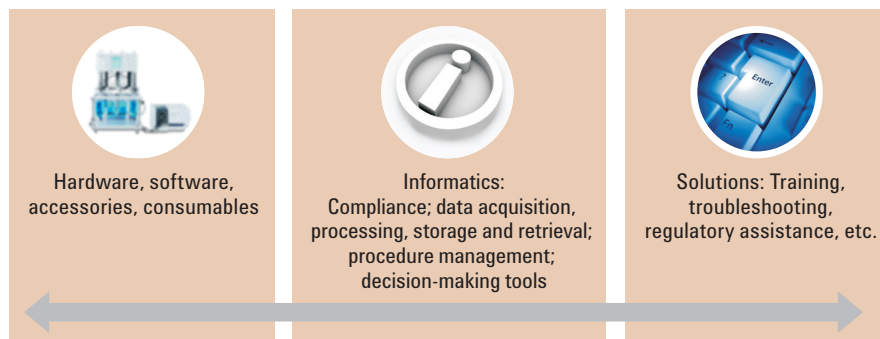 Hardware, software,
accessories, consumables
Informatics:
Compliance; data acquisition,
processing, storage and retrieval;
procedure management;
decision-making tools
?
Enter
Fn
Solutions: Training,
troubleshooting,
regulatory assistance, etc.